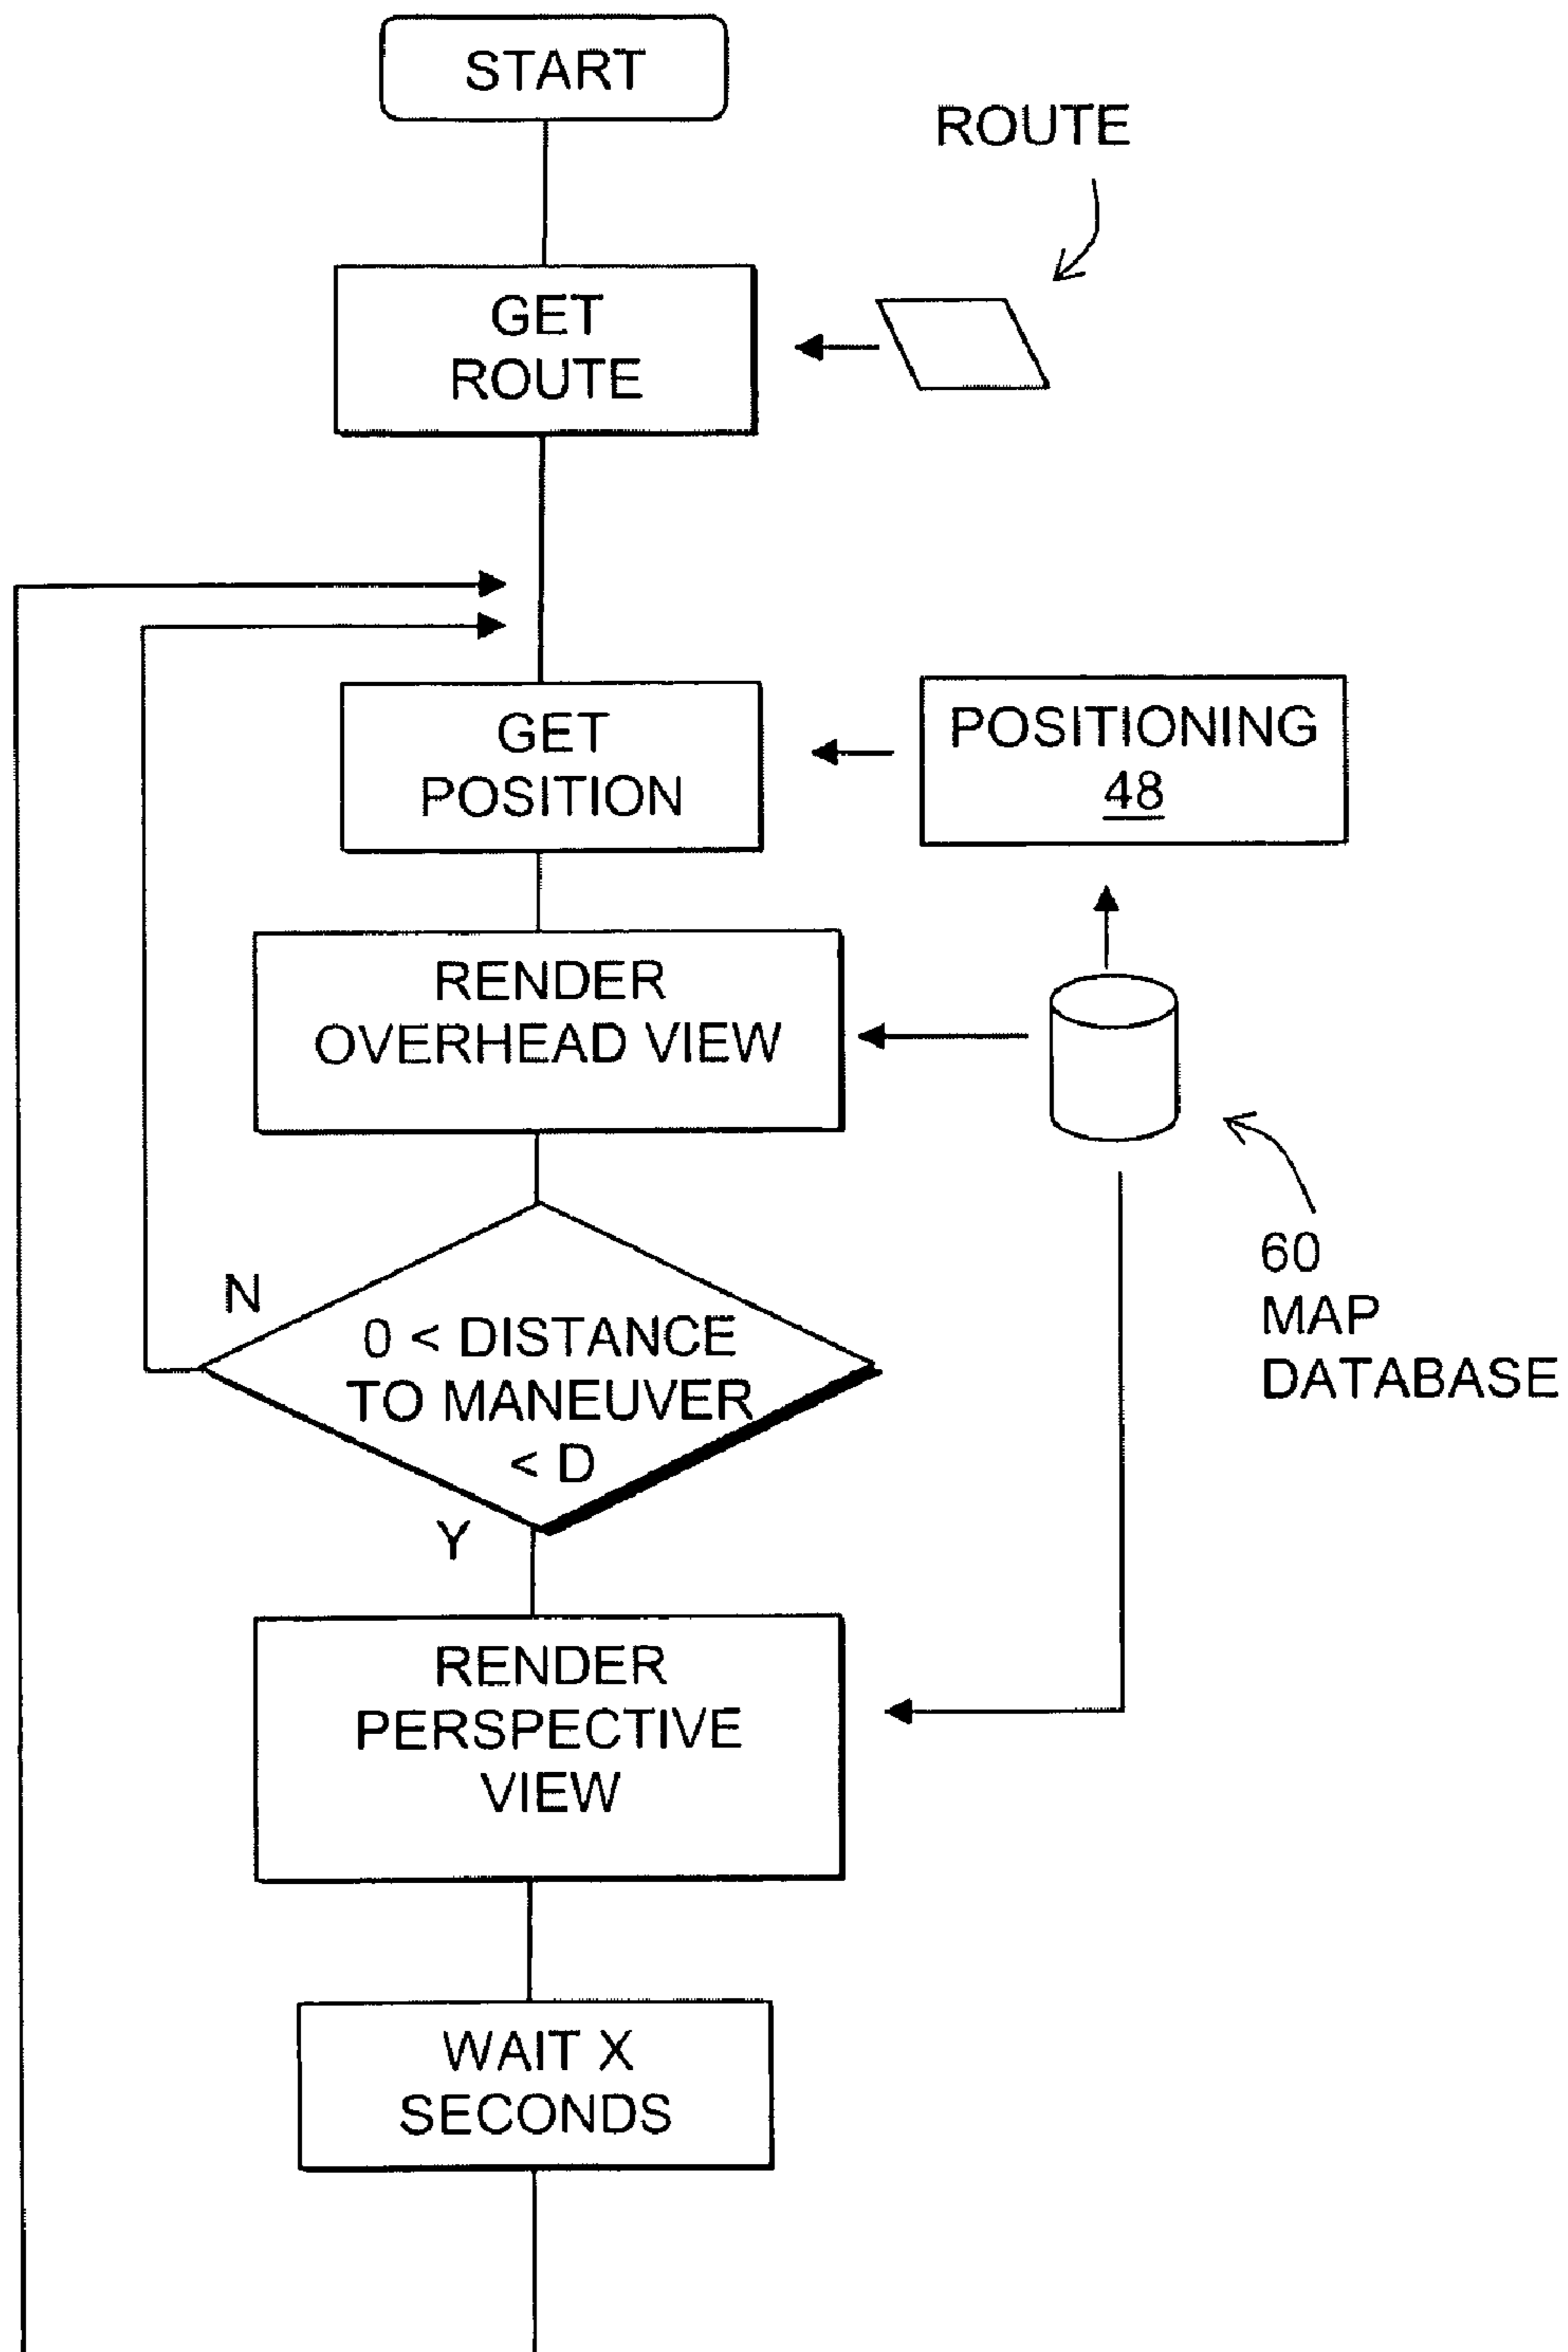 START
ROUTE
GET
ROUTE
GET
POSITION
POSITIONING
48
RENDER
OVERHEAD VIEW
60
MAP
DATABASE
N
0 < DISTANCE
TO MANEUVER
< D
Y
RENDER
PERSPECTIVE
VIEW
WAIT X
SECONDS